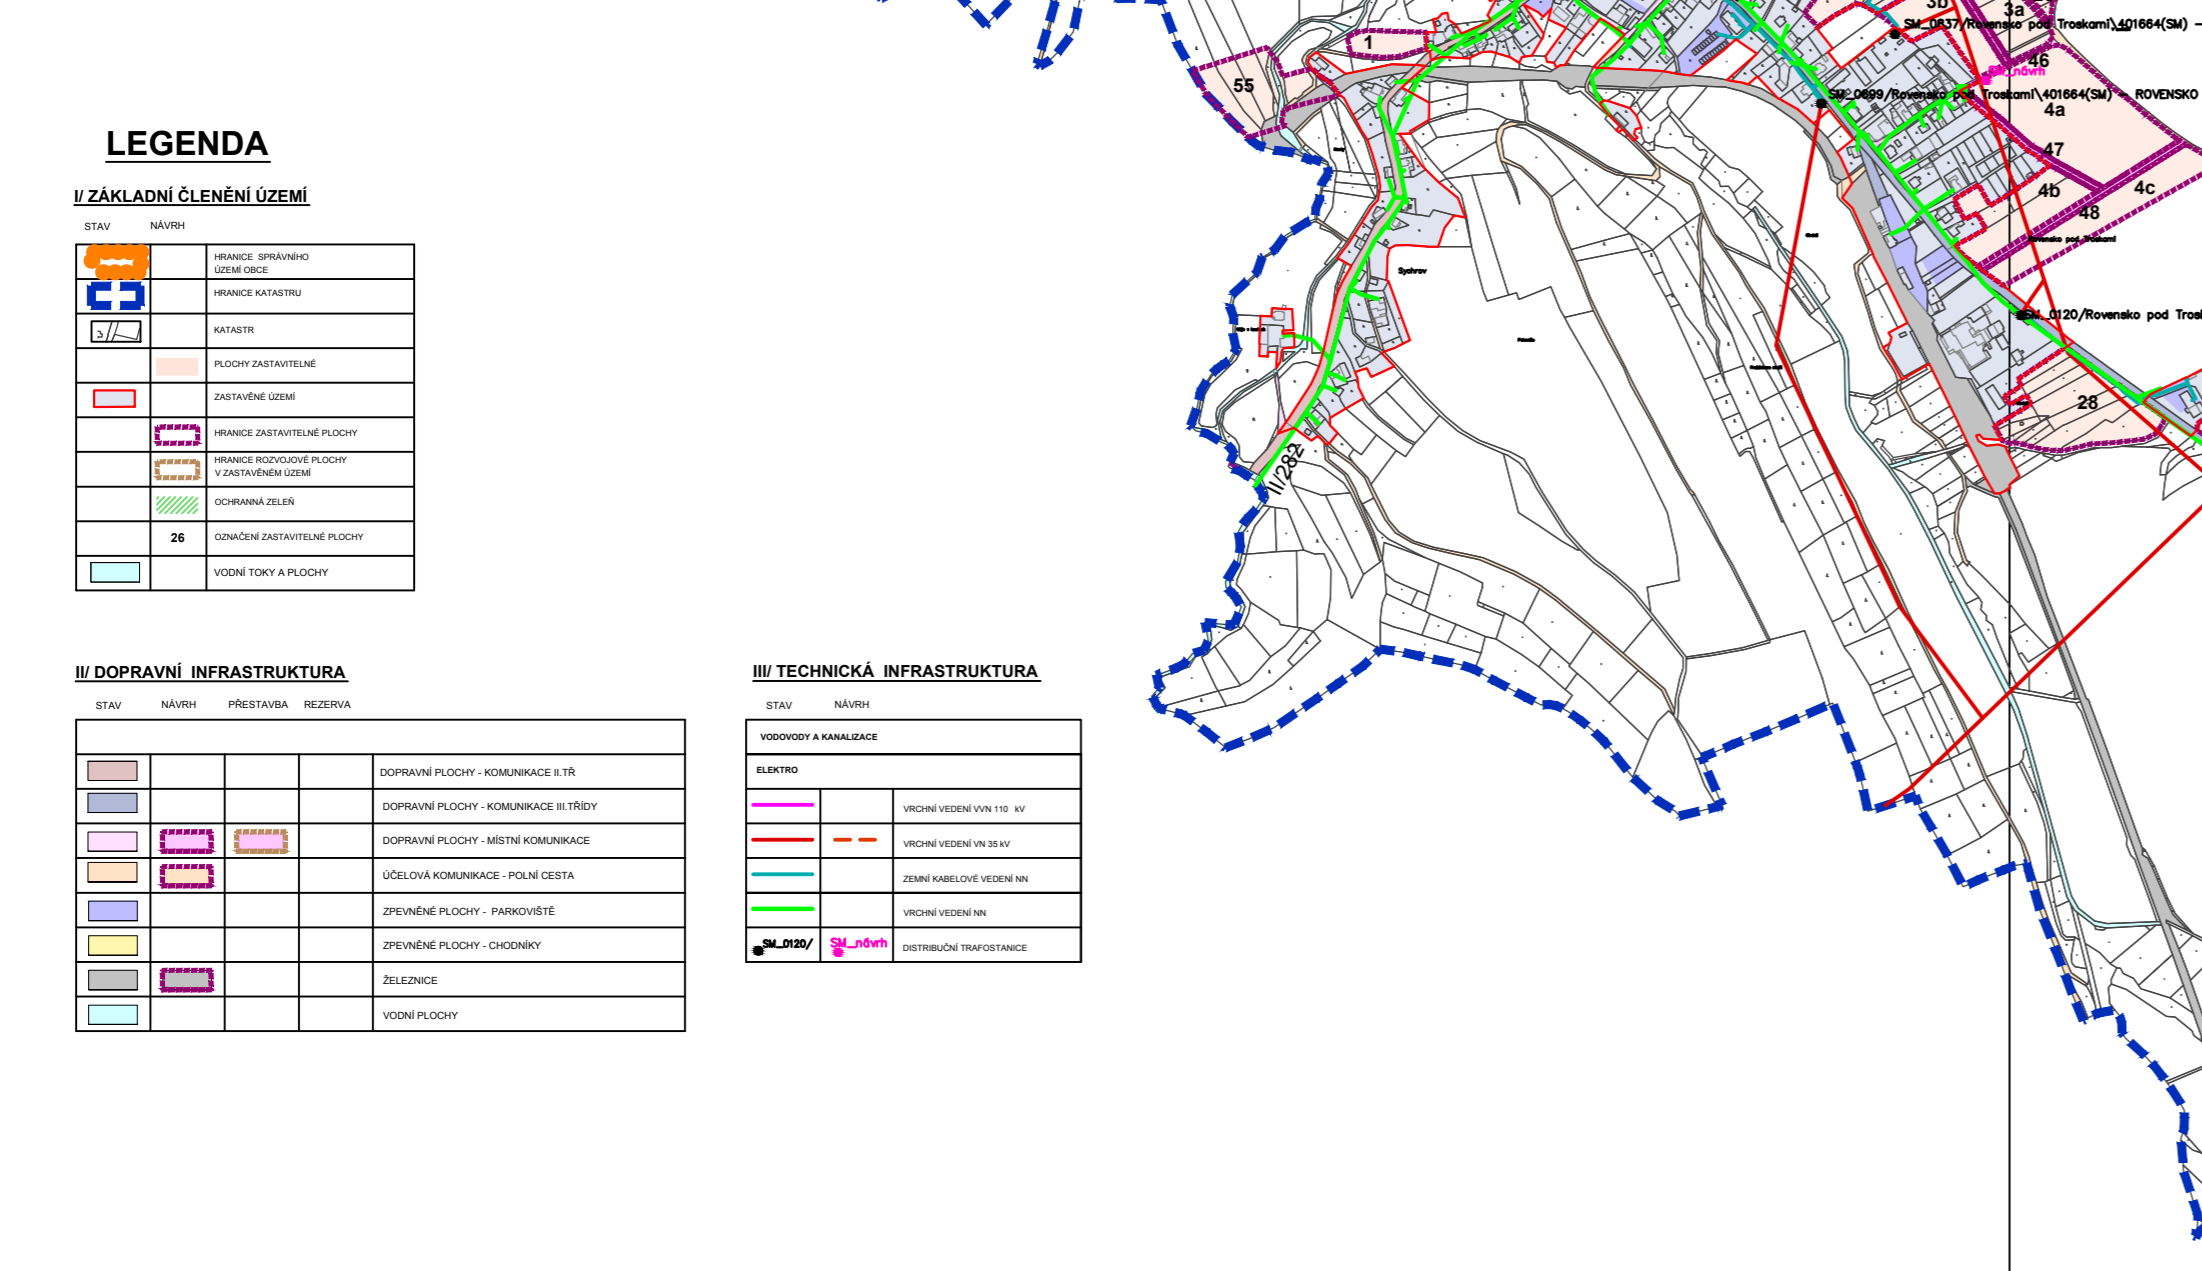 LEGENDA
I/ ZÁKLADNÍ ČLENĚNÍ ÚZEMÍ
STAV NÁVRH
HRANICE SPRÁVNÍHO
ÚZEMÍ OBCE
HRANICE KATASTRU
KATASTR
PLOCHY ZASTAVITELNÉ
ZASTAVĚNÉ ÚZEMÍ
HRANICE ZASTAVITELNÉ PLOCHY
HRANICE ROZVOJOVÉ PLOCHY
V ZASTAVĚNÉM ÚZEMÍ
OCHRANNÁ ZELEŇ
26 OZNAČENÍ ZASTAVITELNÉ PLOCHY
VODNÍ TOKY A PLOCHY
II/ DOPRAVNÍ INFRASTRUKTURA
STAV NÁVRH PŘESTAVBA REZERVA
DOPRAVNÍ PLOCHY - KOMUNIKACE II.TŘ
DOPRAVNÍ PLOCHY - KOMUNIKACE III.TŘÍDY
DOPRAVNÍ PLOCHY - MÍSTNÍ KOMUNIKACE
ÚČELOVÁ KOMUNIKACE - POLNÍ CESTA
ZPEVNĚNÉ PLOCHY - PARKOVIŠTĚ
ZPEVNĚNÉ PLOCHY - CHODNÍKY
ŽELEZNICE
VODNÍ PLOCHY
III/ TECHNICKÁ INFRASTRUKTURA
STAV NÁVRH
VODOVODY A KANALIZACE
ELEKTRO
VRCHNÍ VEDENÍ VVN 110 kV
VRCHNÍ VEDENÍ VN 35 kV
ZEMNÍ KABELOVÉ VEDENÍ NN
VRCHNÍ VEDENÍ NN
SM_0120/ SM_návrh DISTRIBUČNÍ TRAFOSTANICE
3b
3a
SM_0837/Rovensko pod Troskami\401664(SM) –
1
46
SM_návrh
55
SM_0699/Rovensko pod Troskami\401664(SM) – ROVENSKO
4a
47
4b
4c
48
Rovensko pod Troskami
Sychrov
SM_0120/Rovensko pod Trosk
28
II/282